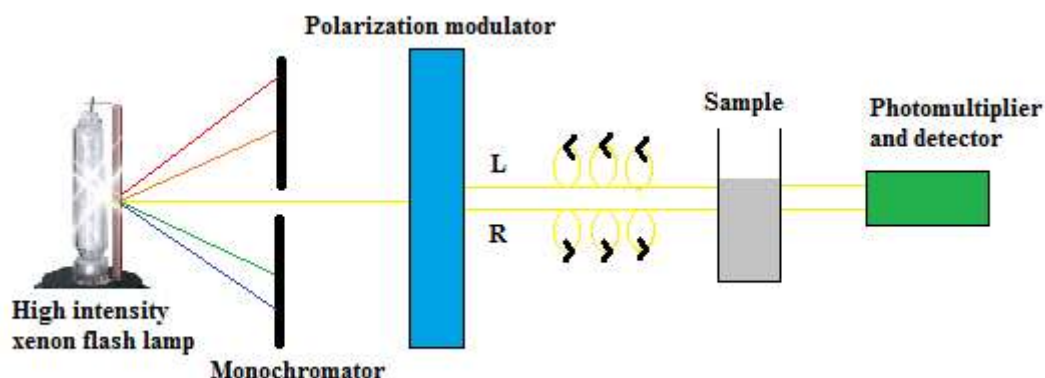 Polarization modulator
Sample
Photomultiplier
and detector
L
R
High intensity
xenon flash lamp
Monochromator